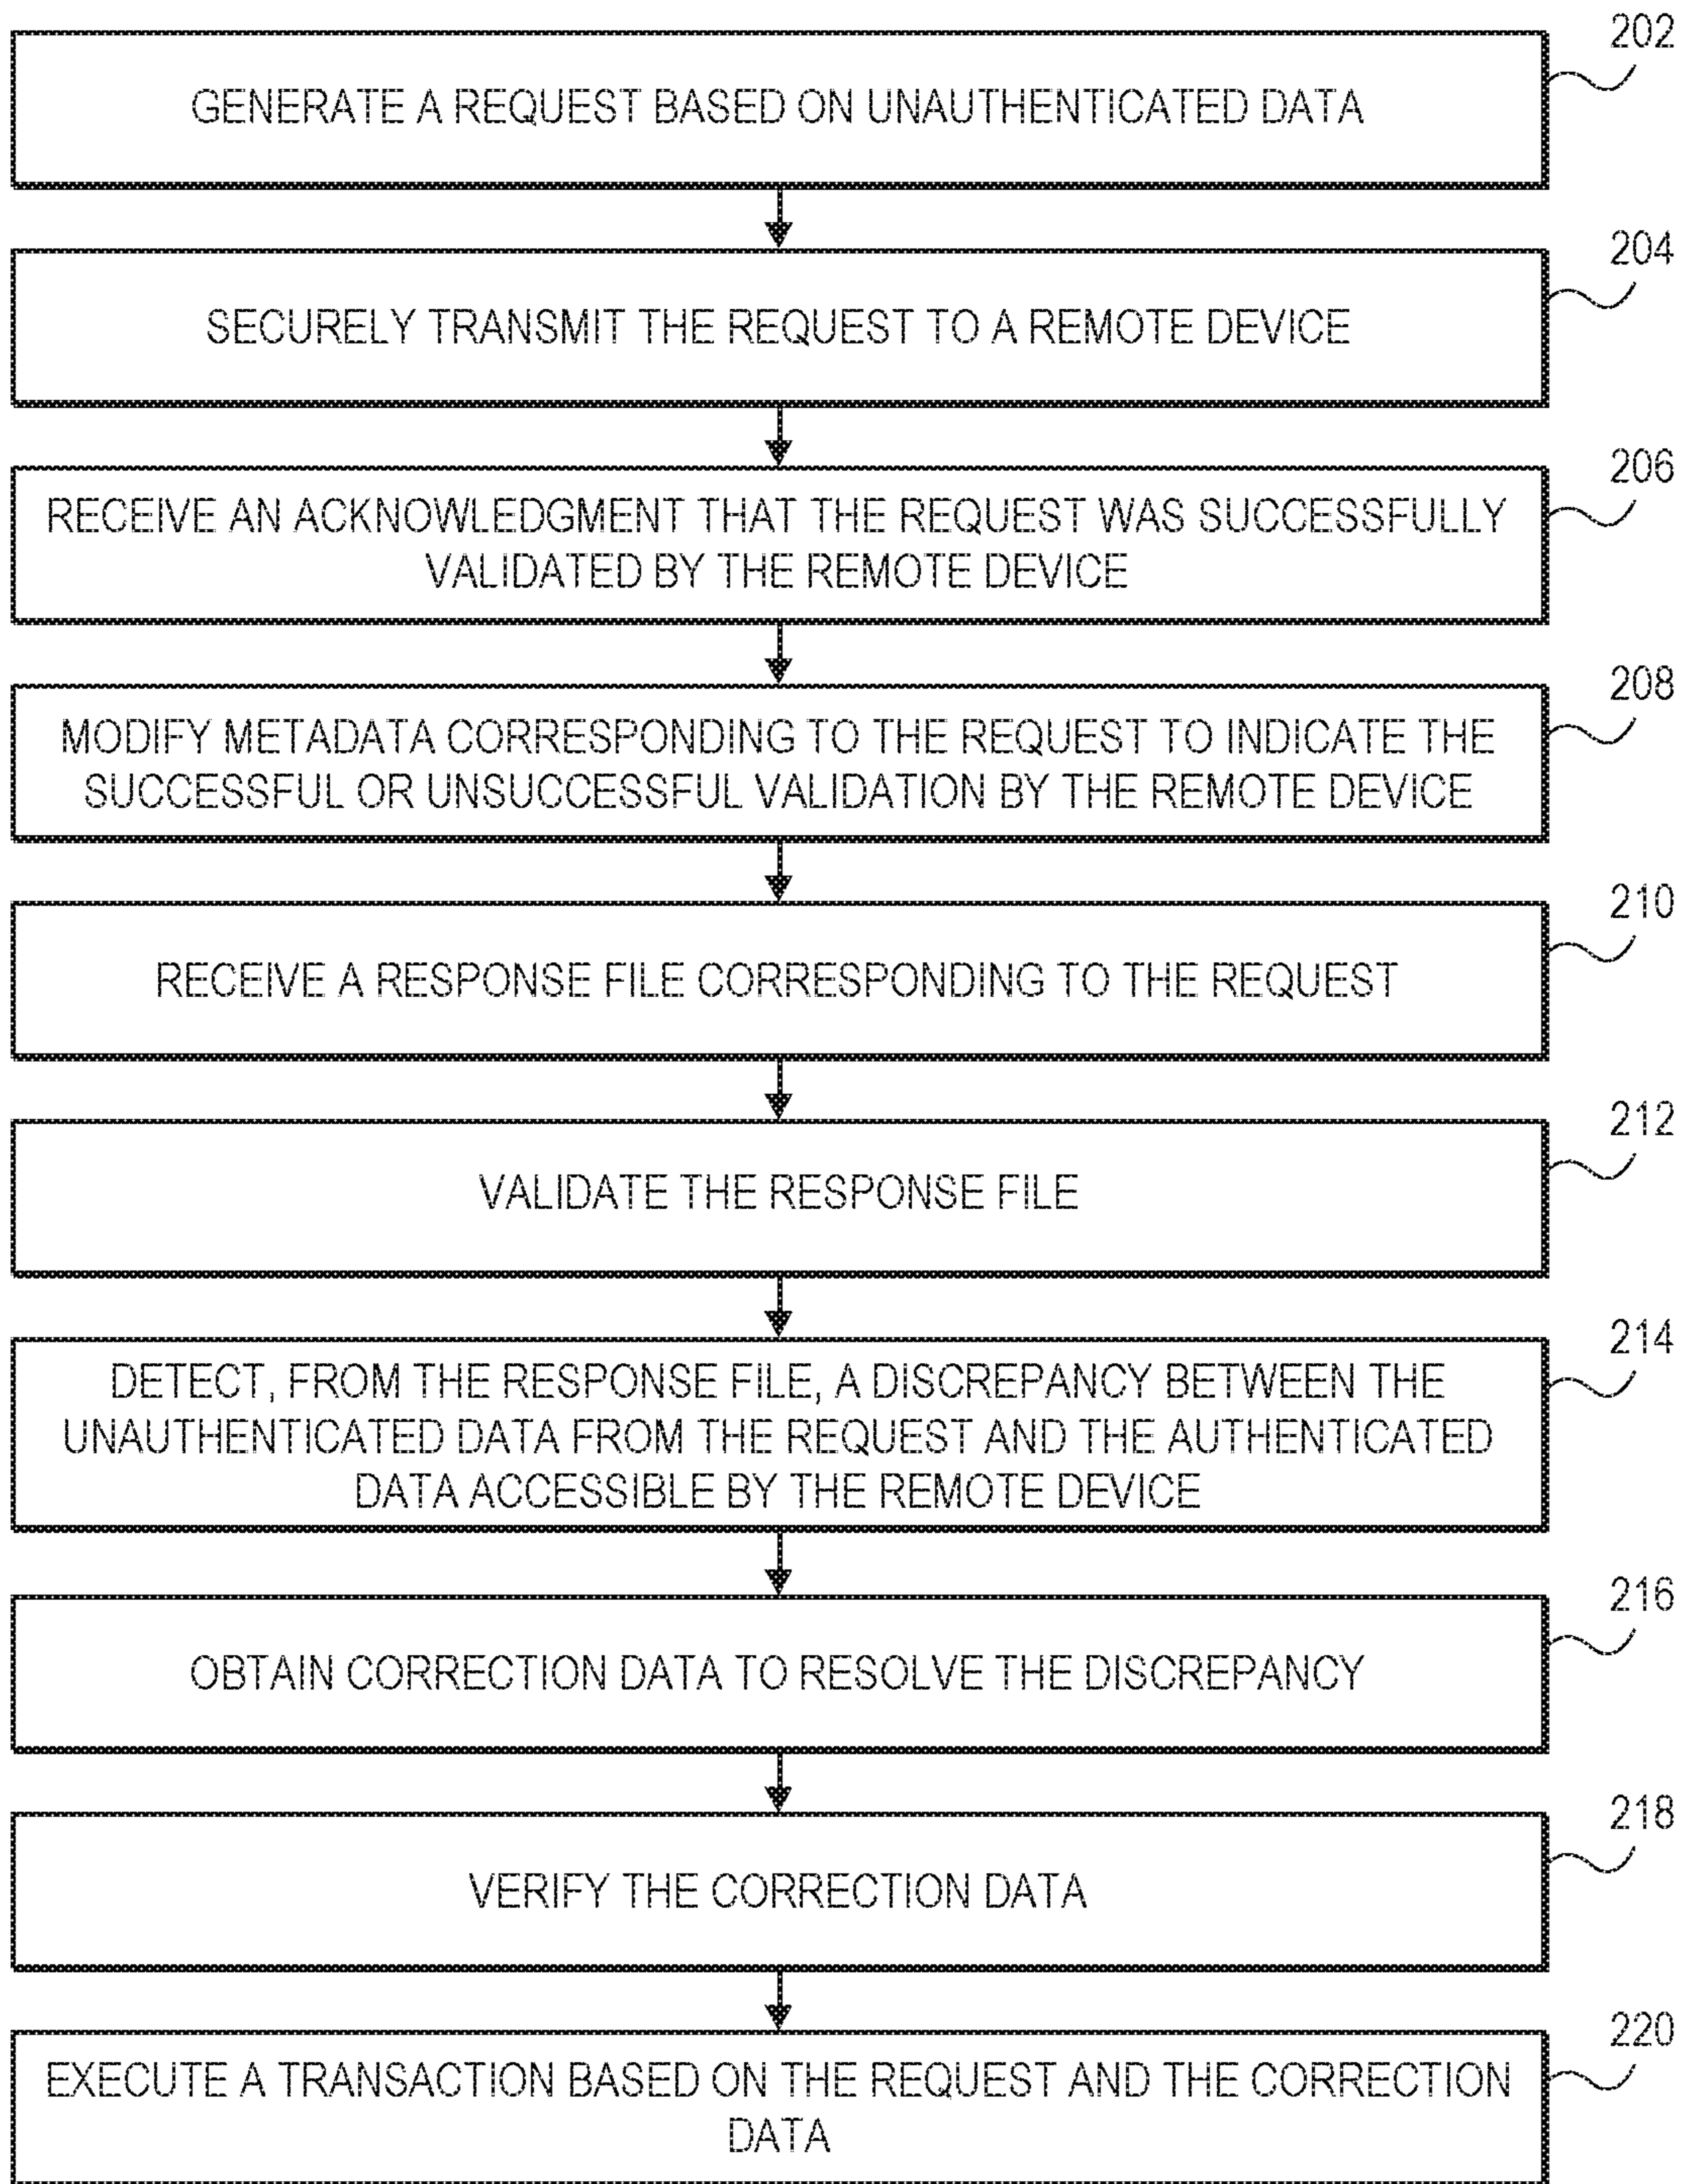 202
GENERATE A REQUEST BASED ON UNAUTHENTICATED DATA
204
SECURELY TRANSMIT THE REQUEST TO A REMOTE DEVICE
206
RECEIVE AN ACKNOWLEDGMENT THAT THE REQUEST WAS SUCCESSFULLY
VALIDATED BY THE REMOTE DEVICE
208
MODIFY METADATA CORRESPONDING TO THE REQUEST TO INDICATE THE
SUCCESSFUL OR UNSUCCESSFUL VALIDATION BY THE REMOTE DEVICE
210
RECEIVE A RESPONSE FILE CORRESPONDING TO THE REQUEST
212
VALIDATE THE RESPONSE FILE
214
DETECT, FROM THE RESPONSE FILE, A DISCREPANCY BETWEEN THE
UNAUTHENTICATED DATA FROM THE REQUEST AND THE AUTHENTICATED
DATA ACCESSIBLE BY THE REMOTE DEVICE
216
OBTAIN CORRECTION DATA TO RESOLVE THE DISCREPANCY
218
VERIFY THE CORRECTION DATA
220
EXECUTE A TRANSACTION BASED ON THE REQUEST AND THE CORRECTION
DATA